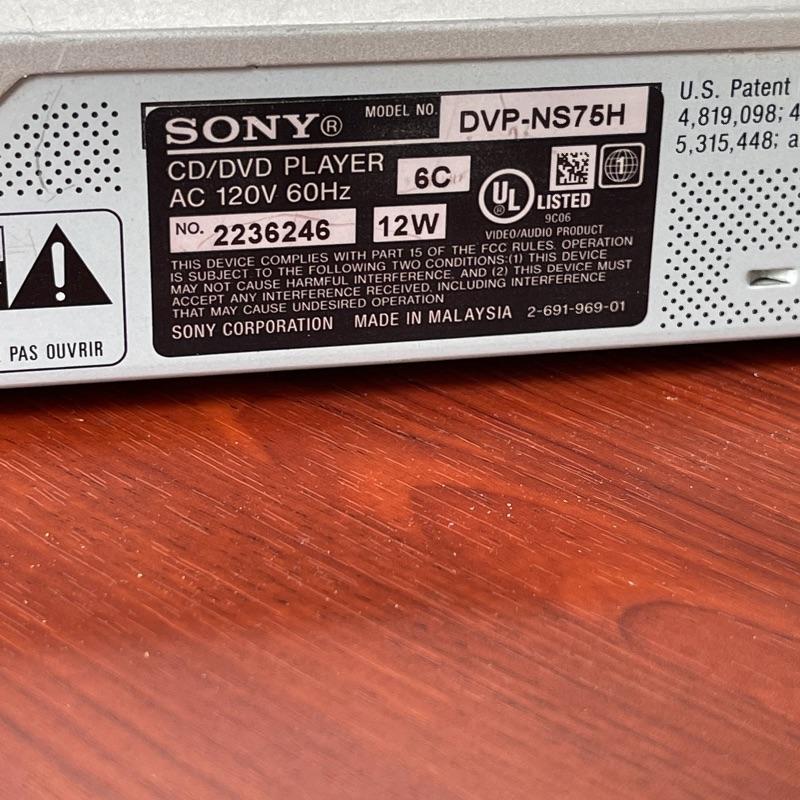 SONY®
MODEL NO. DVP-NS75H
CD/DVD PLAYER
AC 120V 60Hz
6C
NO. 2236246
12W
UL® LISTED
9C06
VIDEO/AUDIO PRODUCT
1
THIS DEVICE COMPLIES WITH PART 15 OF THE FCC RULES. OPERATION
IS SUBJECT TO THE FOLLOWING TWO CONDITIONS:(1) THIS DEVICE
MAY NOT CAUSE HARMFUL INTERFERENCE, AND (2) THIS DEVICE MUST
ACCEPT ANY INTERFERENCE RECEIVED, INCLUDING INTERFERENCE
THAT MAY CAUSE UNDESIRED OPERATION
SONY CORPORATION MADE IN MALAYSIA 2-691-969-01
PAS OUVRIR
U.S. Patent
4,819,098; 4
5,315,448; a